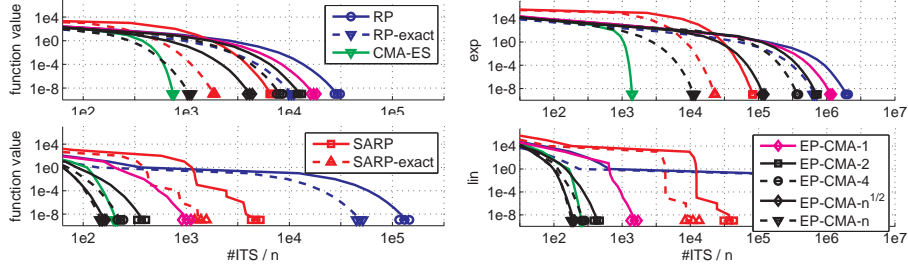 function value
1e4
1e0
1e-4
1e-8
1e2
1e3
1e4
1e5
RP
RP-exact
CMA-ES
exp
1e4
1e0
1e-4
1e-8
1e2
1e3
1e4
1e5
1e6
1e7
function value
1e4
1e0
1e-4
1e-8
1e2
1e3
1e4
1e5
#ITS / n
SARP
SARP-exact
lin
1e4
1e0
1e-4
1e-8
1e2
1e3
1e4
1e5
1e6
1e7
#ITS / n
EP-CMA-1
EP-CMA-2
EP-CMA-4
EP-CMA-n^1/2
EP-CMA-n